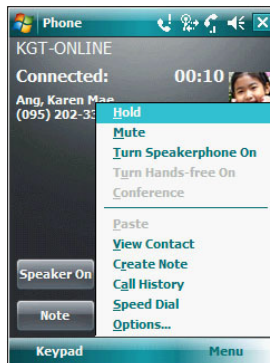 Phone
KGT-ONLINE
Connected: 00:10
Ang, Karen Mae
(095) 202-33
Hold
Mute
Turn Speakerphone On
Turn Hands-free On
Conference
Paste
View Contact
Create Note
Call History
Speed Dial
Options...
Speaker On
Note
Keypad Menu